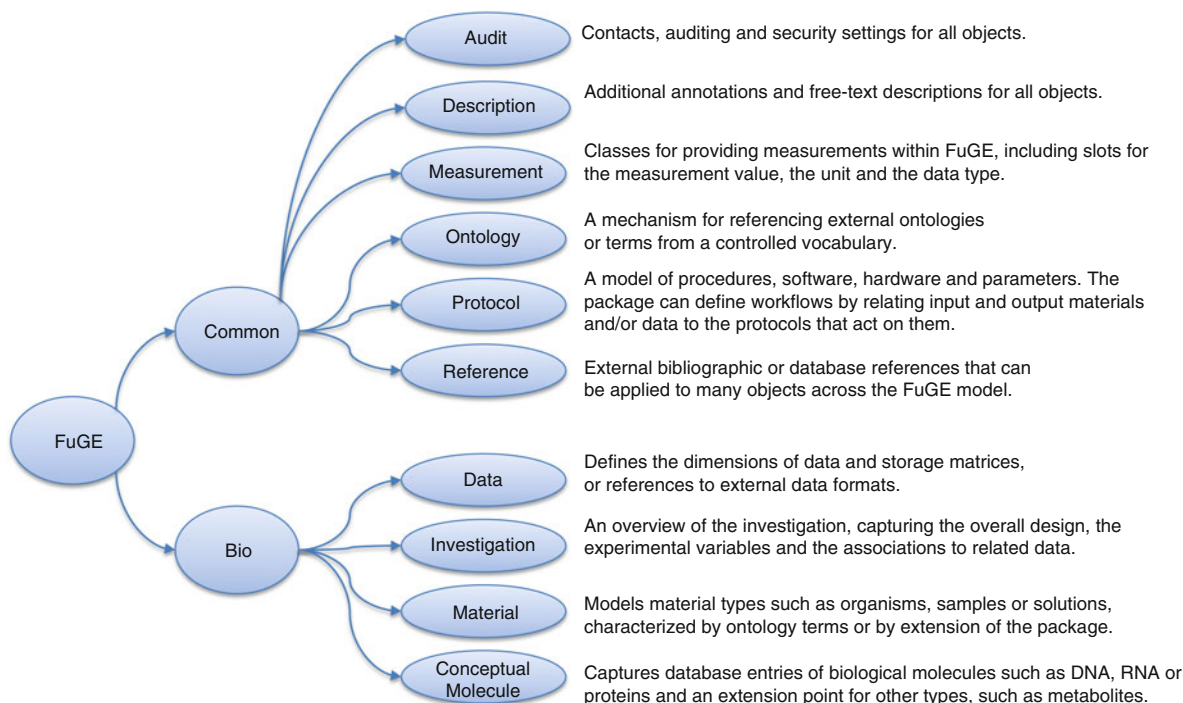 Audit
Contacts, auditing and security settings for all objects.
Description
Additional annotations and free-text descriptions for all objects.
Measurement
Classes for providing measurements within FuGE, including slots for
the measurement value, the unit and the data type.
Ontology
A mechanism for referencing external ontologies
or terms from a controlled vocabulary.
Common
Protocol
A model of procedures, software, hardware and parameters. The
package can define workflows by relating input and output materials
and/or data to the protocols that act on them.
Reference
External bibliographic or database references that can
be applied to many objects across the FuGE model.
FuGE
Data
Defines the dimensions of data and storage matrices,
or references to external data formats.
Bio
Investigation
An overview of the investigation, capturing the overall design, the
experimental variables and the associations to related data.
Material
Models material types such as organisms, samples or solutions,
characterized by ontology terms or by extension of the package.
Conceptual
Molecule
Captures database entries of biological molecules such as DNA, RNA or
proteins and an extension point for other types, such as metabolites.